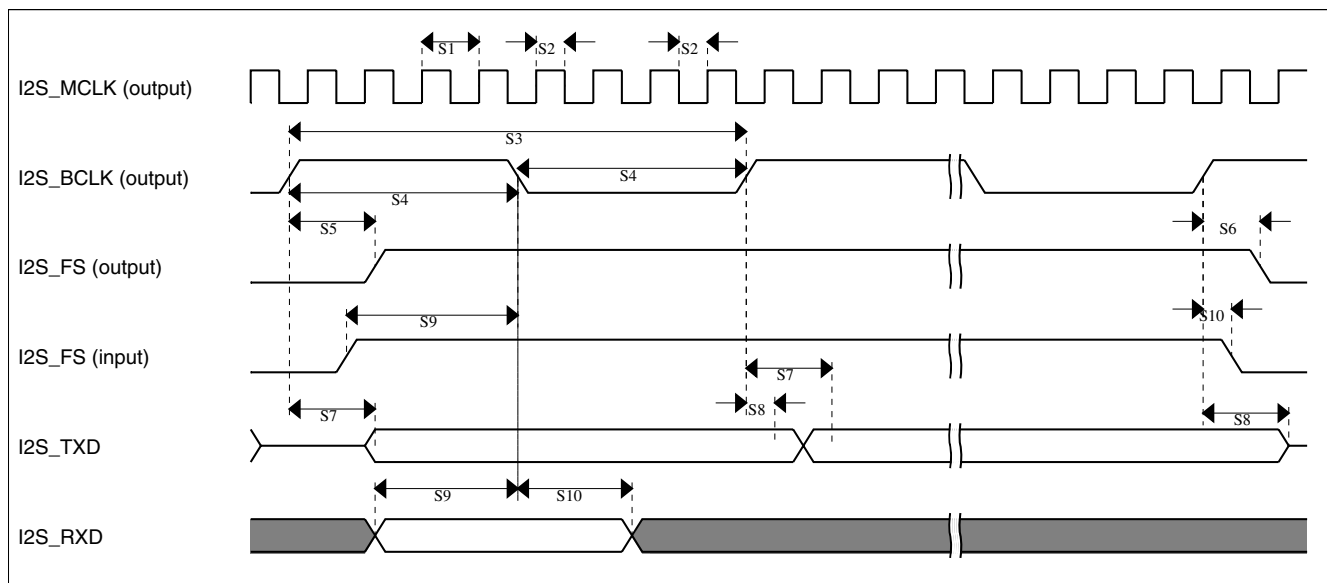 S1 S2 S2
I2S_MCLK (output)
S3
I2S_BCLK (output)
S4
S4
S5 S6
I2S_FS (output)
S9 S10
I2S_FS (input)
S7
S7 S8 S8
I2S_TXD
S9 S10
I2S_RXD